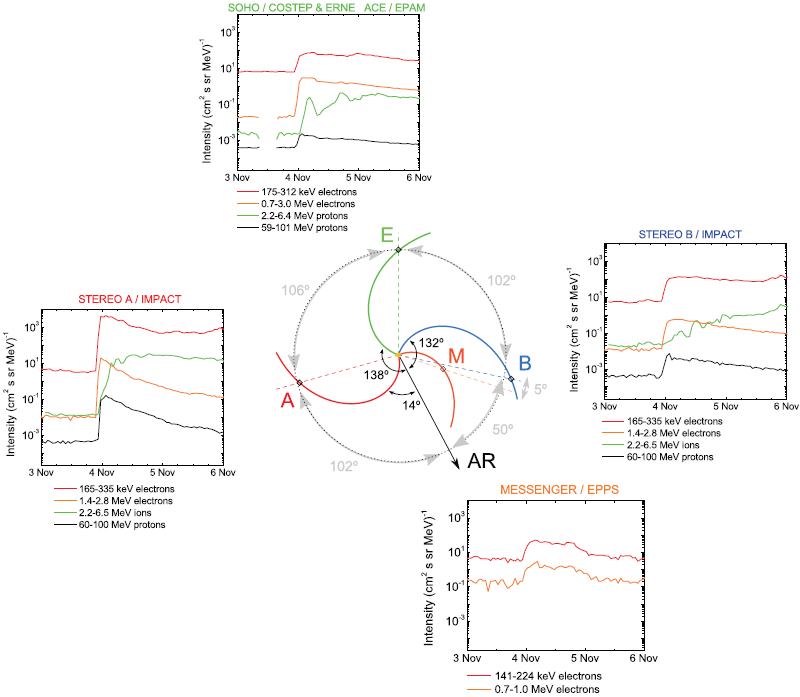 SOHO / COSTEP & ERNE ACE / EPAM
Intensity (cm² s sr MeV)⁻¹
10³
10¹
10⁻¹
10⁻³
3 Nov 4 Nov 5 Nov 6 Nov
175-312 keV electrons
0.7-3.0 MeV electrons
2.2-6.4 MeV protons
59-101 MeV protons
STEREO A / IMPACT
Intensity (cm² s sr MeV)⁻¹
10³
10¹
10⁻¹
10⁻³
3 Nov 4 Nov 5 Nov 6 Nov
165-335 keV electrons
1.4-2.8 MeV electrons
2.2-6.5 MeV ions
60-100 MeV protons
E
106º
102º
132º
M
B
138º
A
14º
5º
50º
102º
AR
STEREO B / IMPACT
Intensity (cm² s sr MeV)⁻¹
10³
10¹
10⁻¹
10⁻³
3 Nov 4 Nov 5 Nov 6 Nov
165-335 keV electrons
1.4-2.8 MeV electrons
2.2-6.5 MeV ions
60-100 MeV protons
MESSENGER / EPPS
Intensity (cm² s sr MeV)⁻¹
10³
10¹
10⁻¹
10⁻³
3 Nov 4 Nov 5 Nov 6 Nov
141-224 keV electrons
0.7-1.0 MeV electrons